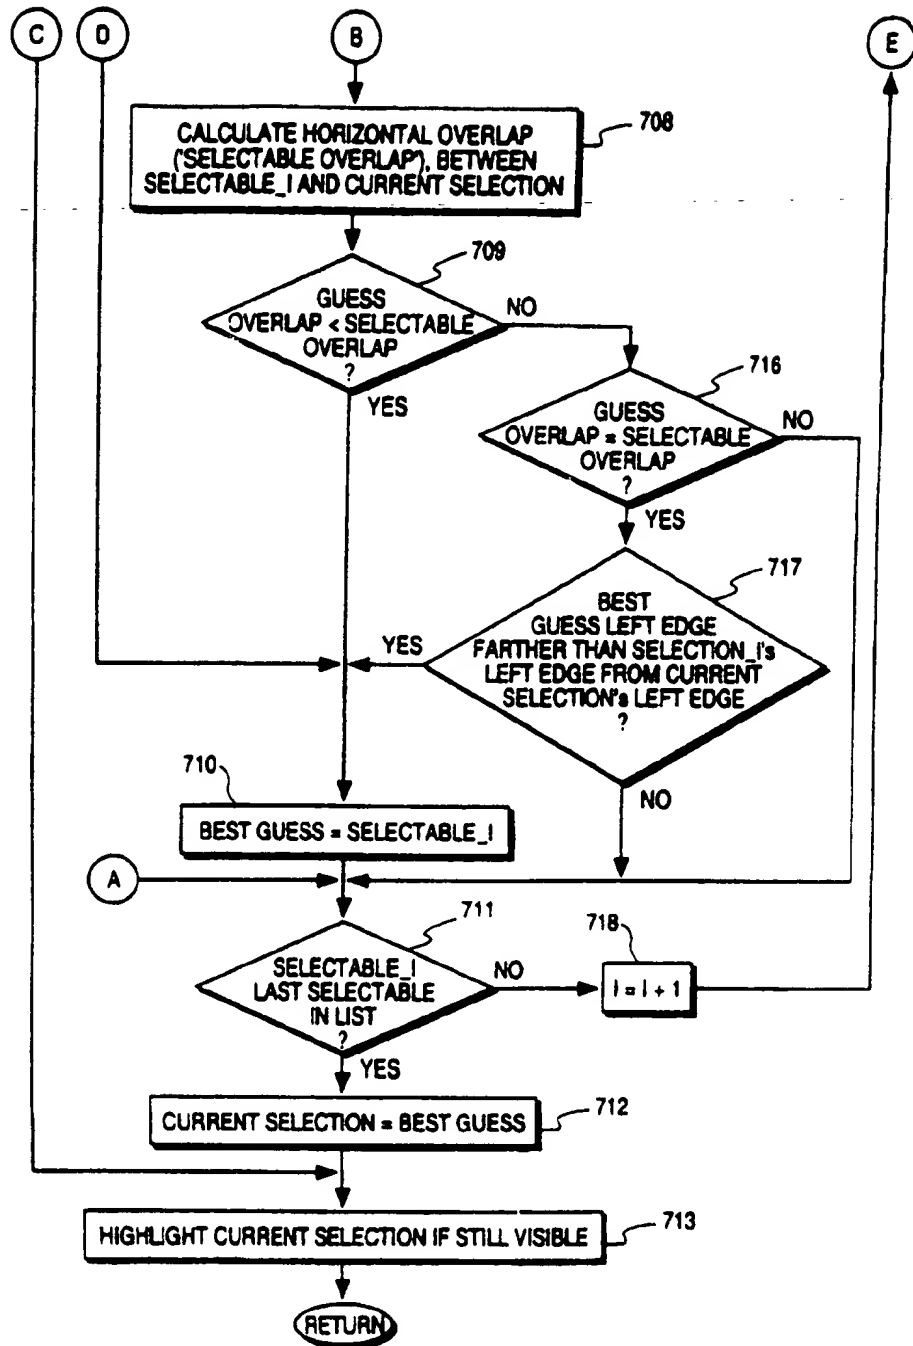 C
D
B
E
CALCULATE HORIZONTAL OVERLAP
('SELECTABLE OVERLAP'), BETWEEN
SELECTABLE_I AND CURRENT SELECTION
708
709
GUESS
OVERLAP < SELECTABLE
OVERLAP
?
NO
YES
716
GUESS
OVERLAP = SELECTABLE
OVERLAP
?
NO
YES
717
BEST
GUESS LEFT EDGE
FARTHER THAN SELECTION_I's
LEFT EDGE FROM CURRENT
SELECTION's LEFT EDGE
?
YES
NO
710
BEST GUESS = SELECTABLE_I
A
711
SELECTABLE_I
LAST SELECTABLE
IN LIST
?
NO
YES
718
I = I + 1
CURRENT SELECTION = BEST GUESS
712
HIGHLIGHT CURRENT SELECTION IF STILL VISIBLE
713
RETURN